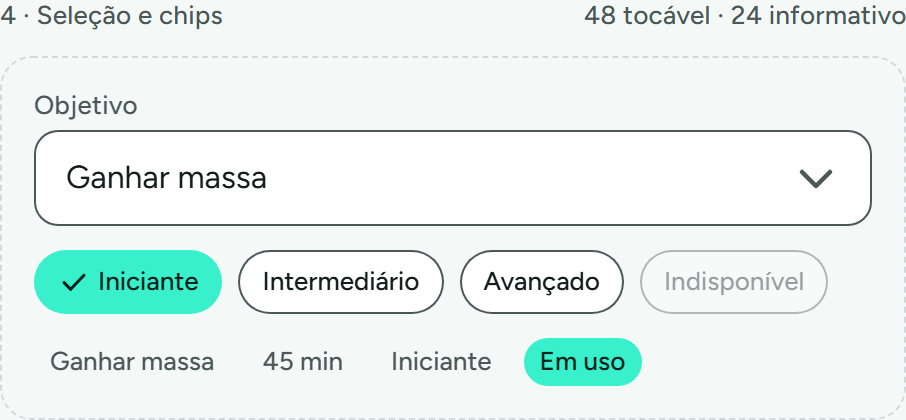 4 · Seleção e chips
48 tocável · 24 informativo
Objetivo
Ganhar massa
Iniciante
Intermediário
Avançado
Indisponível
Ganhar massa
45 min
Iniciante
Em uso